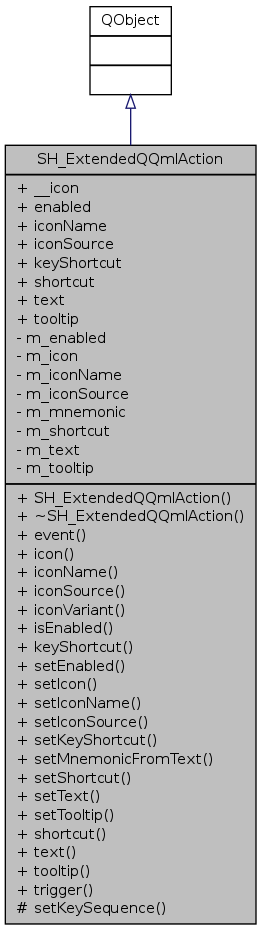 QObject
SH_ExtendedQQmlAction
+ __icon
+ enabled
+ iconName
+ iconSource
+ keyShortcut
+ shortcut
+ text
+ tooltip
- m_enabled
- m_icon
- m_iconName
- m_iconSource
- m_mnemonic
- m_shortcut
- m_text
- m_tooltip
+ SH_ExtendedQQmlAction()
+ ~SH_ExtendedQQmlAction()
+ event()
+ icon()
+ iconName()
+ iconSource()
+ iconVariant()
+ isEnabled()
+ keyShortcut()
+ setEnabled()
+ setIcon()
+ setIconName()
+ setIconSource()
+ setKeyShortcut()
+ setMnemonicFromText()
+ setShortcut()
+ setText()
+ setTooltip()
+ shortcut()
+ text()
+ tooltip()
+ trigger()
# setKeySequence()